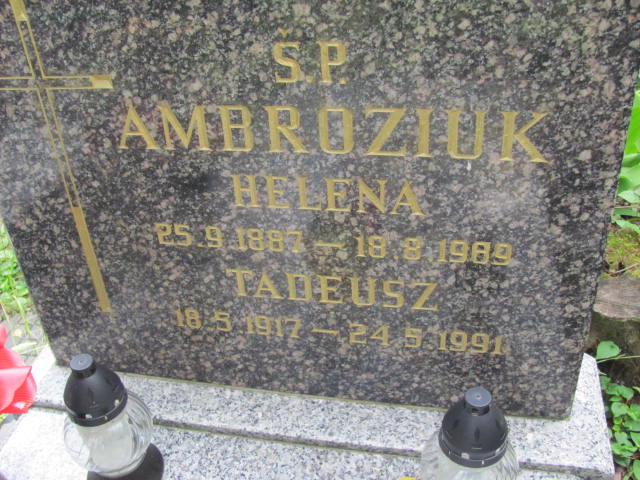 Ś.P.
AMBROZIUK
HELENA
25.9.1887 — 18.8.1989
TADEUSZ
18.5.1917 — 24.5.1991